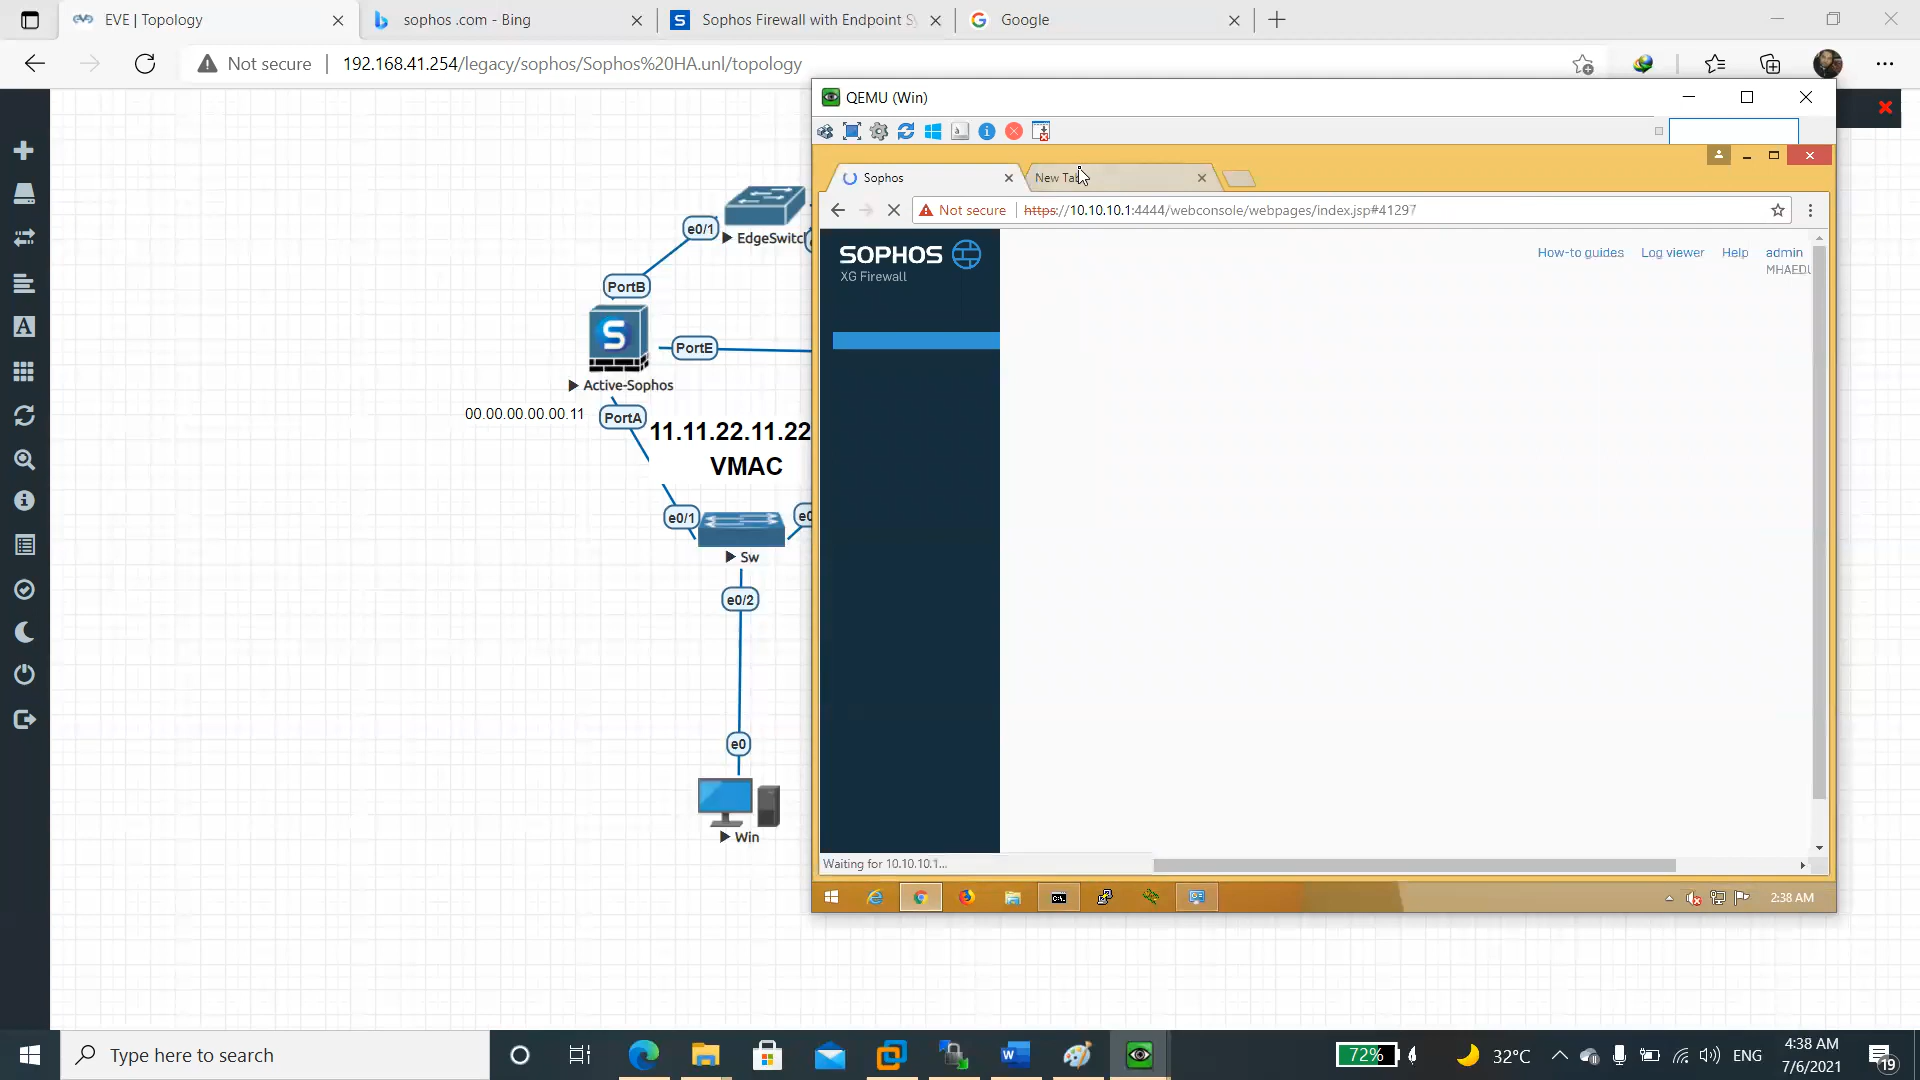 EVE | Topology
sophos .com - Bing
Sophos Firewall with Endpoint S
Google
Not secure
192.168.41.254/legacy/sophos/Sophos%20HA.unl/topology
QEMU (Win)
Sophos
New Tab
Not secure
https://10.10.10.1:4444/webconsole/webpages/index.jsp#41297
SOPHOS
XG Firewall
How-to guides
Log viewer
Help
admin
e0/1
EdgeSwitc
PortB
S
PortE
Active-Sophos
00.00.00.00.00.11
PortA
11.11.22.11.22
VMAC
e0/1
e0
Sw
e0/2
e0
Win
Waiting for 10.10.10.1...
2:38 AM
Type here to search
72%
32°C
ENG
4:38 AM
7/6/2021
19